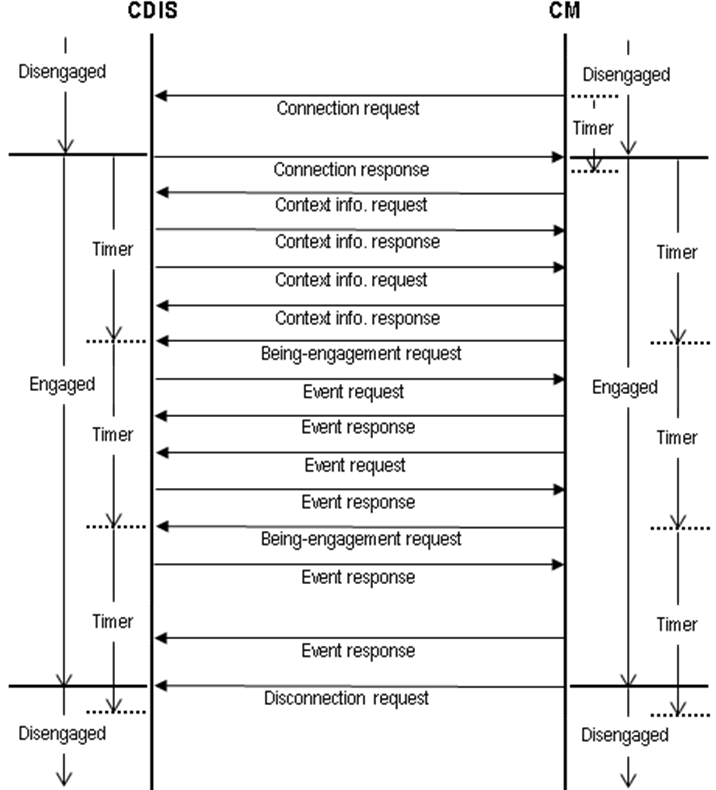 CDIS CM
Disengaged Disengaged
Connection request
Timer
Connection response
Context info. request
Context info. response
Timer Timer
Context info. request
Context info. response
Being-engagement request
Engaged Engaged
Event request
Event response
Timer Timer
Event request
Event response
Being-engagement request
Event response
Timer Timer
Event response
Disconnection request
Disengaged Disengaged